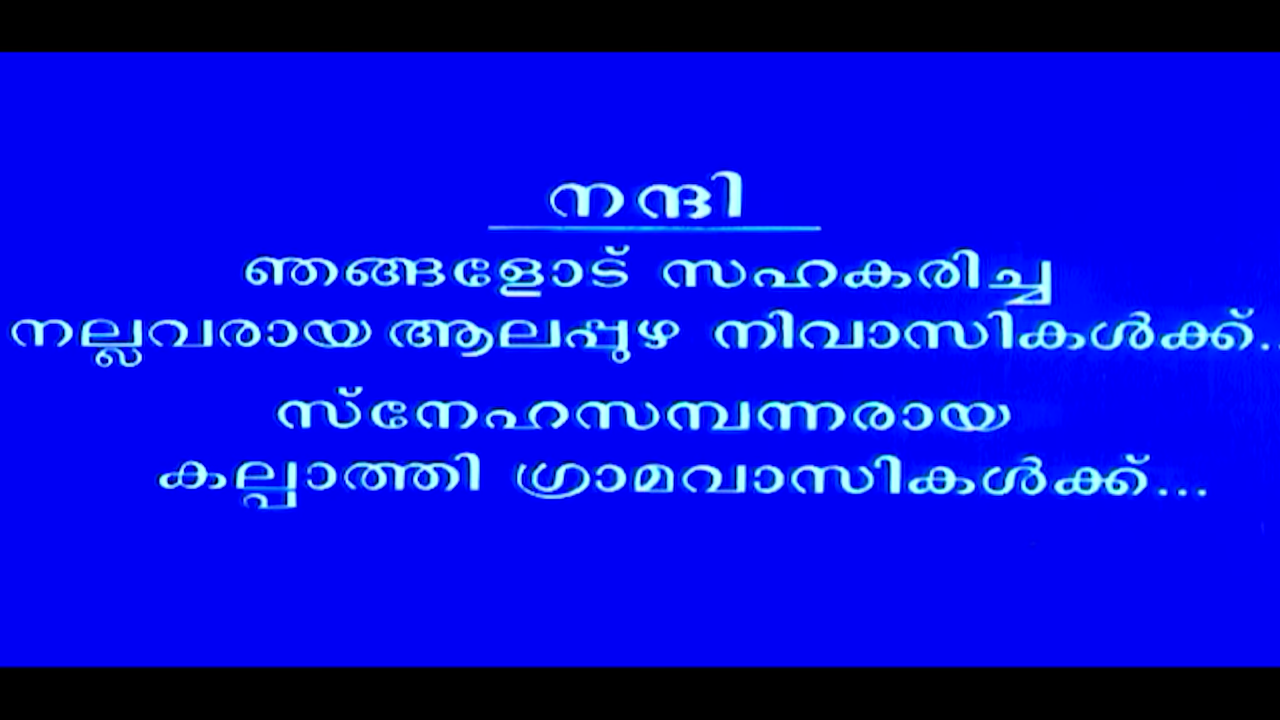 നന്ദി
ഞങ്ങളോട് സഹകരിച്ച
നല്ലവരായ ആലപ്പുഴ നിവാസികൾക്ക്..
സ്നേഹസമ്പന്നരായ
കല്പാത്തി ഗ്രാമവാസികൾക്ക്...